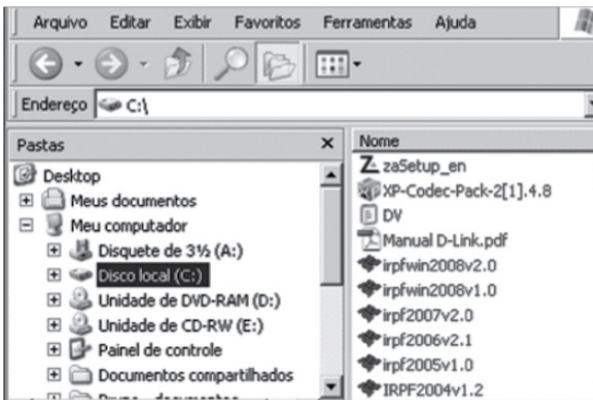 Arquivo Editar Exibir Favoritos Ferramentas Ajuda
Endereço C:\
Pastas
Desktop
Meus documentos
Meu computador
Disquete de 3½ (A:)
Disco local (C:)
Unidade de DVD-RAM (D:)
Unidade de CD-RW (E:)
Painel de controle
Documentos compartilhados
Nome
zaSetup_en
XP-Codec-Pack-2[1].4.8
DV
Manual D-Link.pdf
irpfwin2008v2.0
irpfwin2008v1.0
irpf2007v2.0
irpf2006v2.1
irpf2005v1.0
IRPF2004v1.2